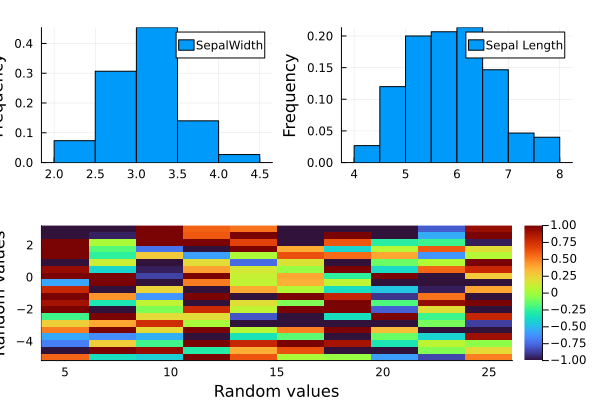 Frequency
0.4
0.3
0.2
0.1
0.0
SepalWidth
2.0 2.5 3.0 3.5 4.0 4.5
Frequency
0.20
0.15
0.10
0.05
0.00
Sepal Length
4 5 6 7 8
Random values
2
0
−2
−4
5 10 15 20 25
Random values
1.00
0.75
0.50
0.25
0
−0.25
−0.50
−0.75
−1.00